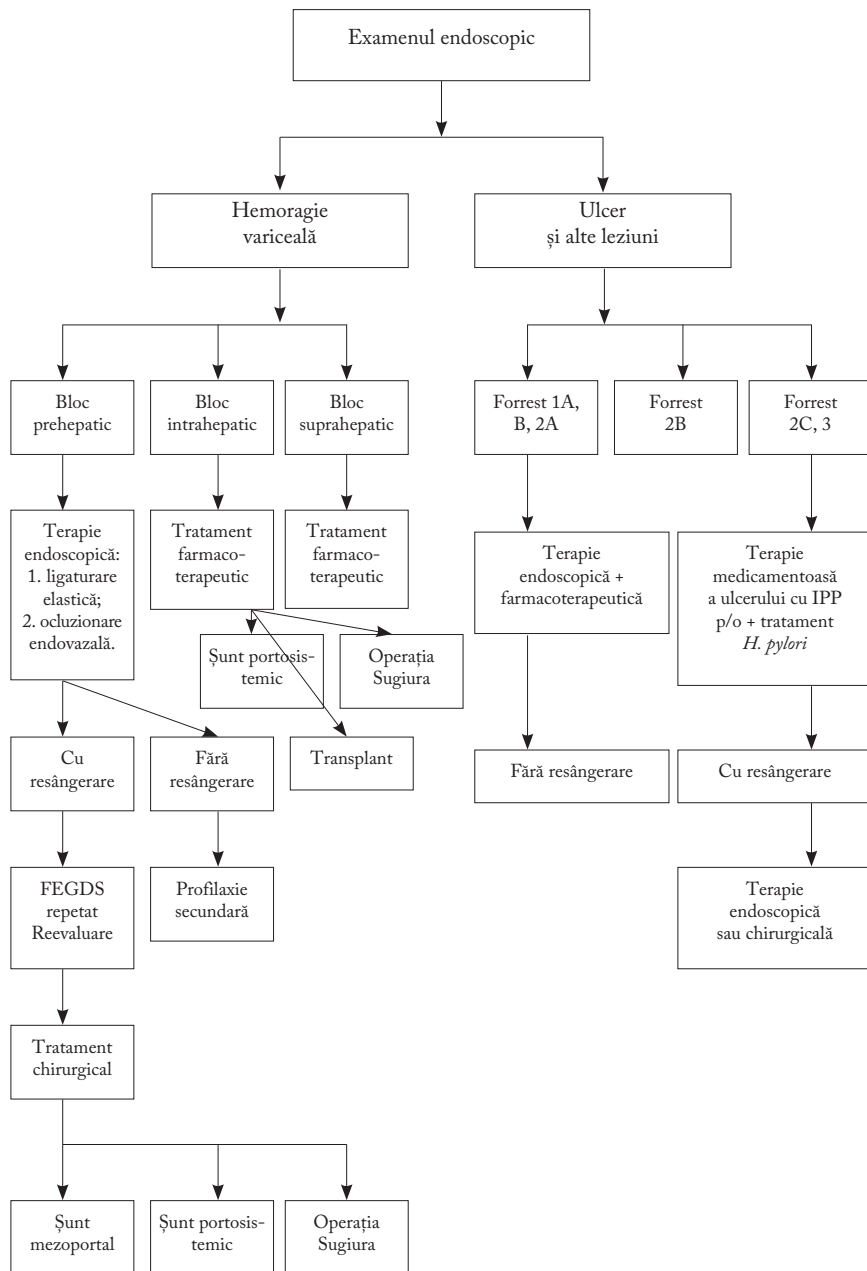 Examenul endoscopic
Hemoragie
variceală
Ulcer
și alte leziuni
Bloc
prehepatic
Bloc
intrahepatic
Bloc
suprahepatic
Forrest 1A,
B, 2A
Forrest
2B
Forrest
2C, 3
Terapie
endoscopică:
1. ligaturare
elastică;
2. ocluzionare
endovazală.
Tratament
farmaco-
terapeutic
Tratament
farmaco-
terapeutic
Terapie
endoscopică +
farmacoterapeutică
Terapie
medicamentoasă
a ulcerului cu IPP
p/o + tratament
H. pylori
Șunt portosis-
temic
Operația
Sugiura
Cu
resângerare
Fără
resângerare
Transplant
Fără resângerare
Cu resângerare
FEGDS
repetat
Reevaluare
Profilaxie
secundară
Terapie
endoscopică
sau chirurgicală
Tratament
chirurgical
Șunt
mezoportal
Șunt portosis-
temic
Operația
Sugiura